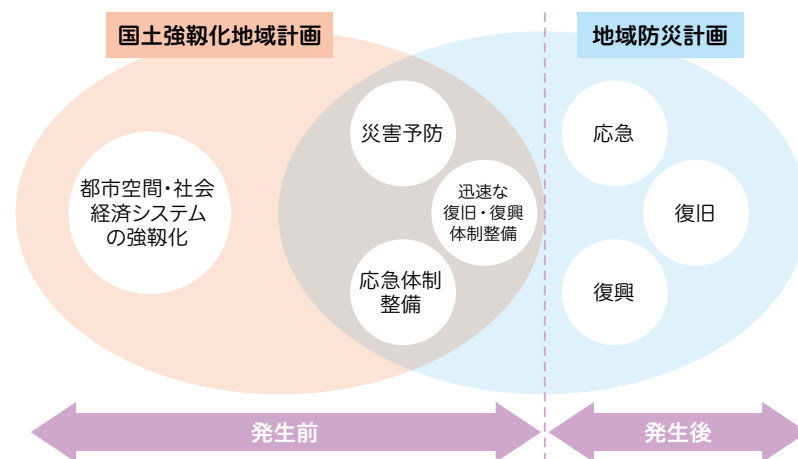 国土強靱化地域計画
地域防災計画
都市空間・社会
経済システム
の強靱化
災害予防
迅速な
復旧・復興
体制整備
応急体制
整備
応急
復旧
復興
発生前
発生後